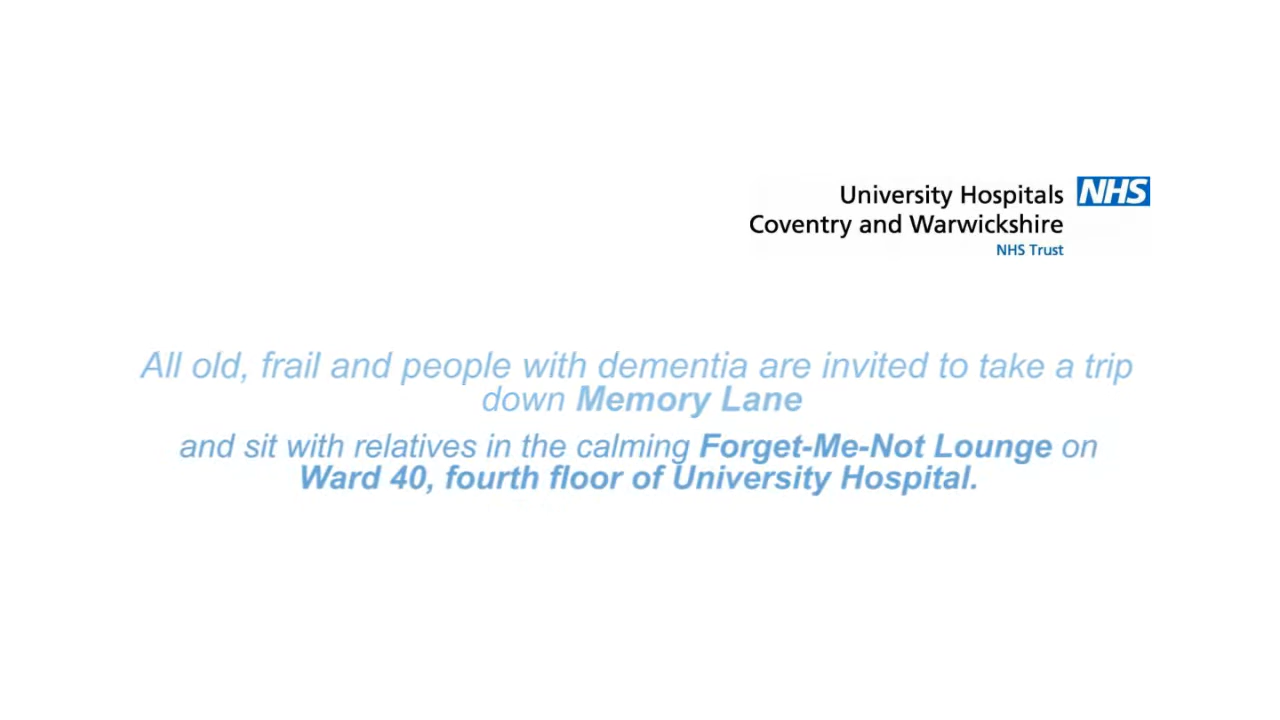 University Hospitals NHS
Coventry and Warwickshire
NHS Trust
All old, frail and people with dementia are invited to take a trip
down Memory Lane
and sit with relatives in the calming Forget-Me-Not Lounge on
Ward 40, fourth floor of University Hospital.